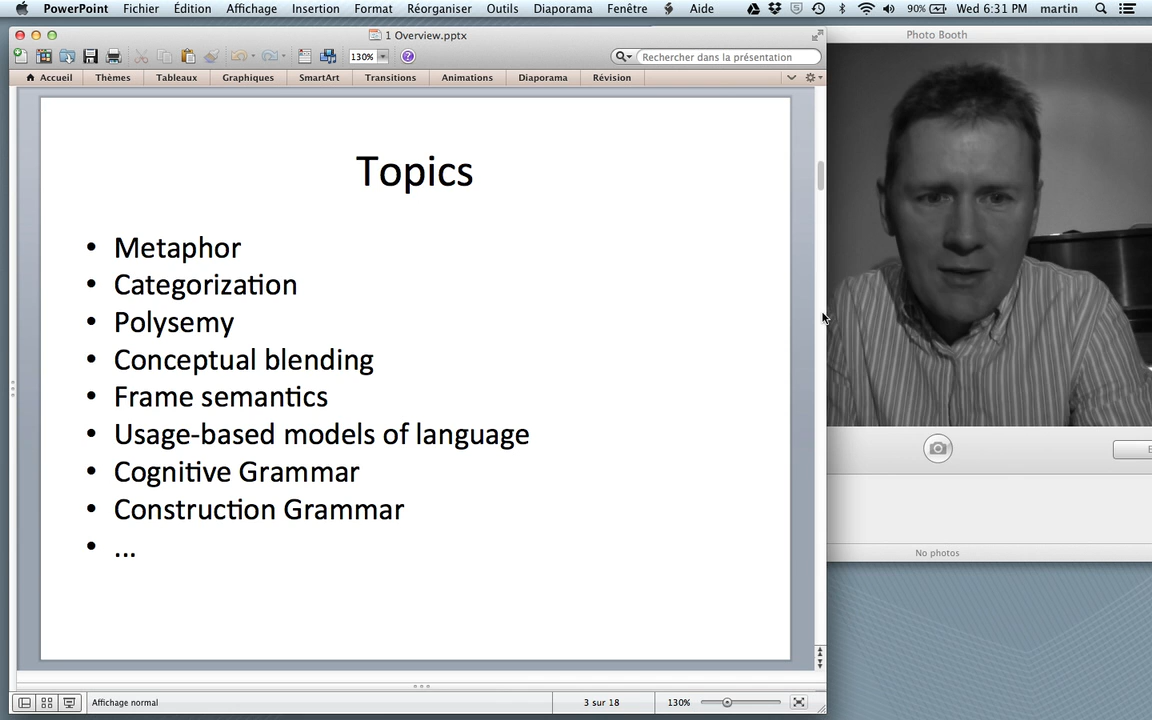 PowerPoint Fichier Édition Affichage Insertion Format Réorganiser Outils Diaporama Fenêtre Aide 90% Wed 6:31 PM martin
1 Overview.pptx
Photo Booth
130% Rechercher dans la présentation
Accueil Thèmes Tableaux Graphiques SmartArt Transitions Animations Diaporama Révision
Topics
• Metaphor
• Categorization
• Polysemy
• Conceptual blending
• Frame semantics
• Usage-based models of language
• Cognitive Grammar
• Construction Grammar
• ...
No photos
Affichage normal 3 sur 18 130%